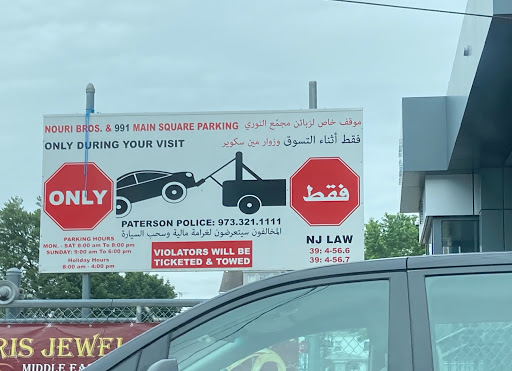 NOURI BROS. & 991 MAIN SQUARE PARKING موقف خاص لزبائن مجمّع النوري
ONLY DURING YOUR VISIT فقط أثناء التسوق وزوار مين سكوير
ONLY
فقط
PATERSON POLICE: 973.321.1111
المخالفون سيتعرضون لغرامة مالية وسحب السيارة
PARKING HOURS
MON. - SAT 8:00 am To 8:00 pm
SUNDAY: 9:00 am To 6:00 pm
Holiday Hours
8:00 am - 4:00 pm
VIOLATORS WILL BE
TICKETED & TOWED
NJ LAW
39: 4-56.6
39: 4-56.7
RIS JEWEL
MIDDLE EA